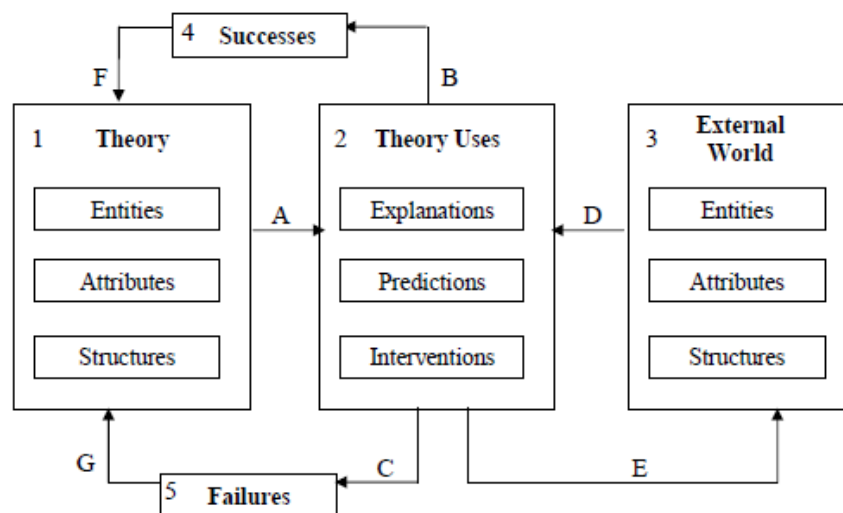 4 Successes
F
B
1 Theory
2 Theory Uses
3 External
World
Entities
Explanations
Entities
A
D
Attributes
Predictions
Attributes
Structures
Interventions
Structures
G
C
E
5 Failures